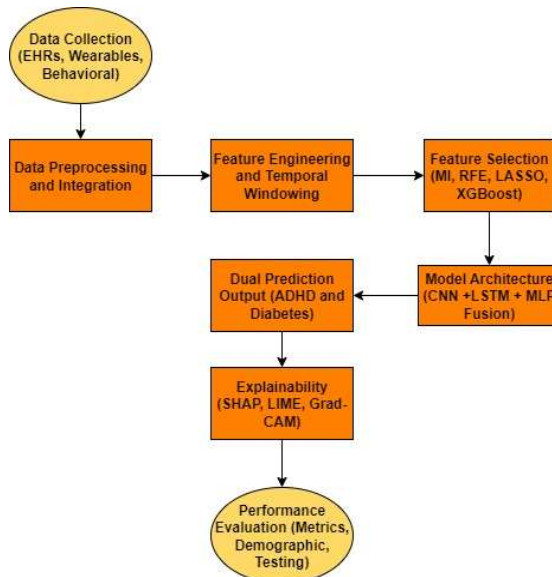 Data Collection
(EHRs, Wearables,
Behavioral)
Data Preprocessing
and Integration
Feature Engineering
and Temporal
Windowing
Feature Selection
(MI, RFE, LASSO,
XGBoost)
Model Architecture
(CNN +LSTM + MLP
Fusion)
Dual Prediction
Output (ADHD and
Diabetes)
Explainability
(SHAP, LIME, Grad-
CAM)
Performance
Evaluation (Metrics,
Demographic,
Testing)